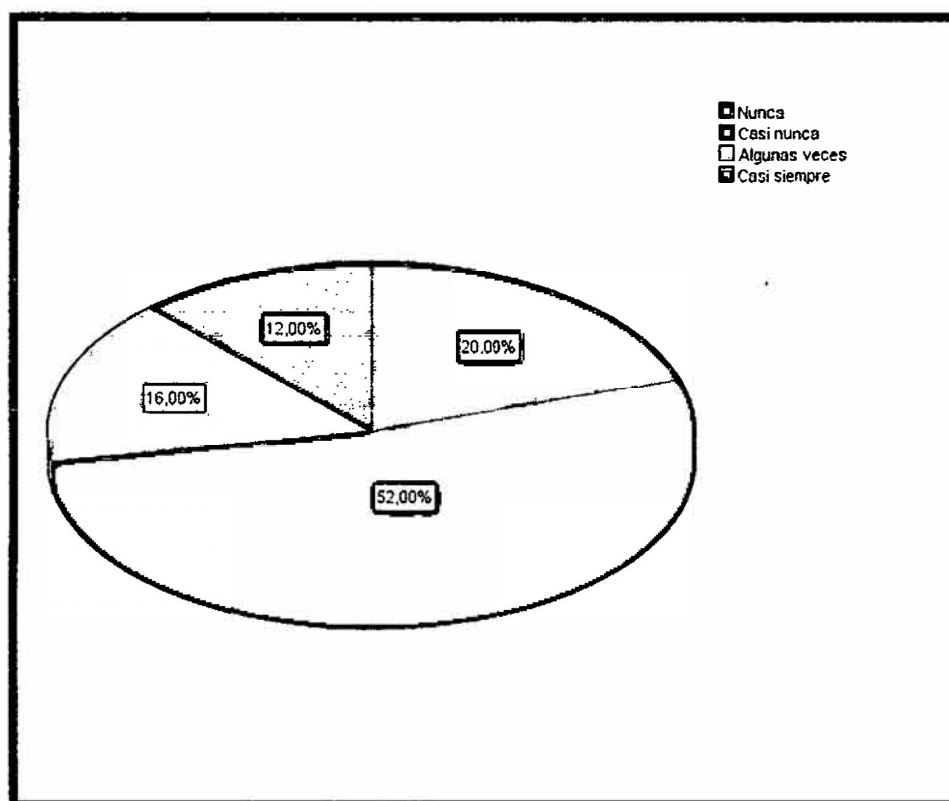 Nunca
Casi nunca
Algunas veces
Casi siempre
12,00%
20,00%
16,00%
52,00%